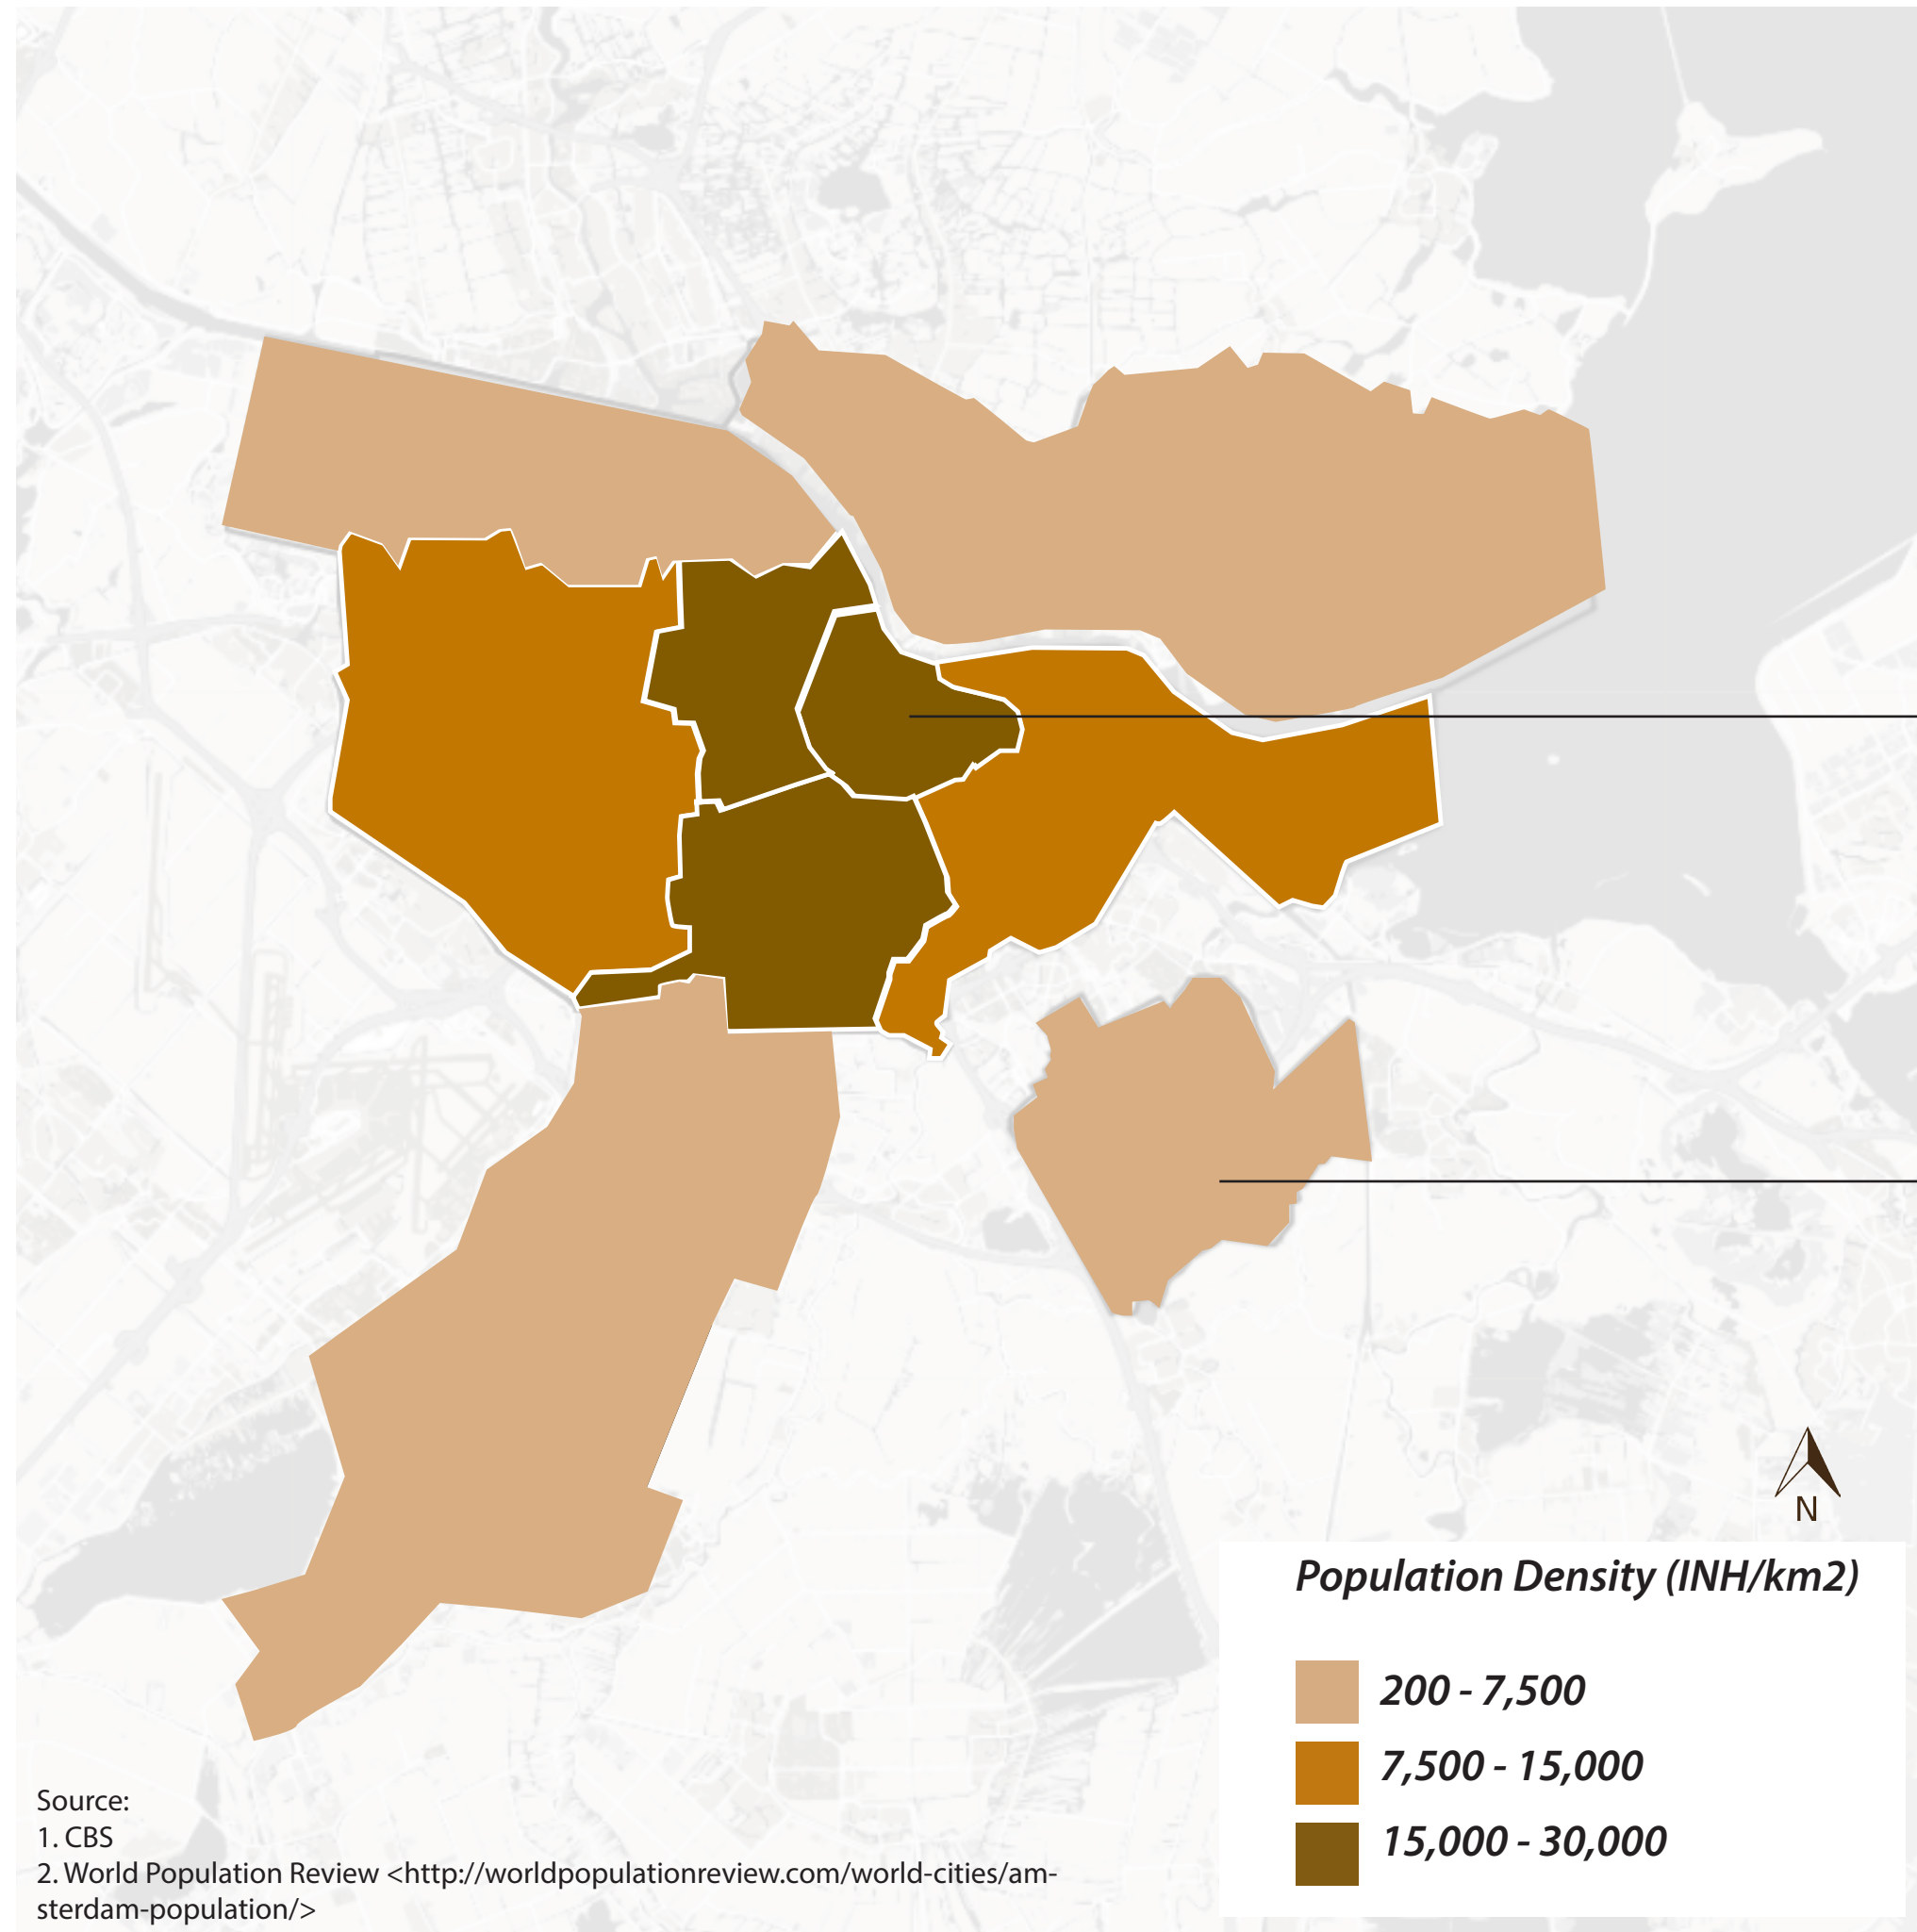 N
Population Density (INH/km2)
200 - 7,500
7,500 - 15,000
15,000 - 30,000
Source:
1. CBS
2. World Population Review <http://worldpopulationreview.com/world-cities/am-
sterdam-population/>